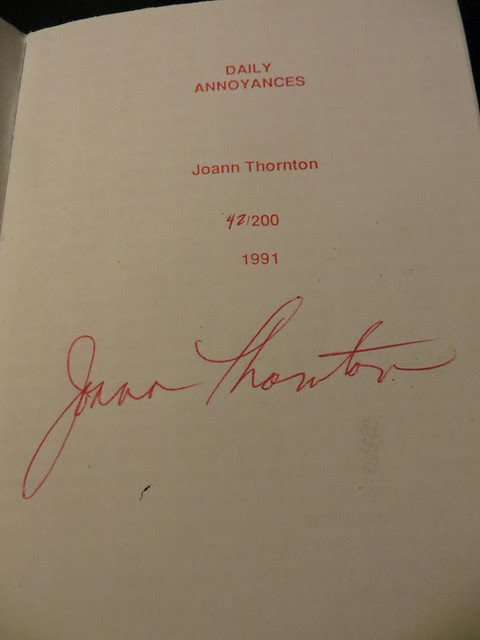 DAILY
ANNOYANCES
Joann Thornton
42/200
1991
Joann Thornton